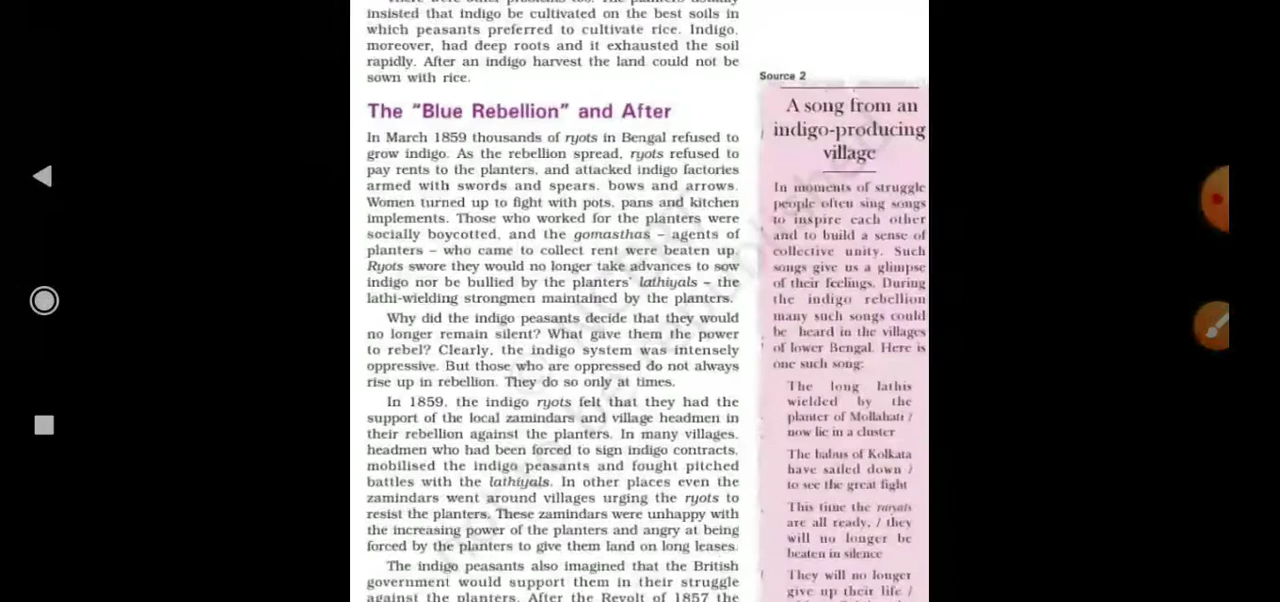 insisted that indigo be cultivated on the best soils in
which peasants preferred to cultivate rice. Indigo,
moreover, had deep roots and it exhausted the soil
rapidly. After an indigo harvest the land could not be
sown with rice.
The "Blue Rebellion" and After
In March 1859 thousands of ryots in Bengal refused to
grow indigo. As the rebellion spread, ryots refused to
pay rents to the planters, and attacked indigo factories
armed with swords and spears, bows and arrows.
Women turned up to fight with pots, pans and kitchen
implements. Those who worked for the planters were
socially boycotted, and the gomasthas – agents of
planters – who came to collect rent were beaten up.
Ryots swore they would no longer take advances to sow
indigo nor be bullied by the planters' lathiyals – the
lathi-wielding strongmen maintained by the planters.
Why did the indigo peasants decide that they would
no longer remain silent? What gave them the power
to rebel? Clearly, the indigo system was intensely
oppressive. But those who are oppressed do not always
rise up in rebellion. They do so only at times.
In 1859, the indigo ryots felt that they had the
support of the local zamindars and village headmen in
their rebellion against the planters. In many villages,
headmen who had been forced to sign indigo contracts,
mobilised the indigo peasants and fought pitched
battles with the lathiyals. In other places even the
zamindars went around villages urging the ryots to
resist the planters. These zamindars were unhappy with
the increasing power of the planters and angry at being
forced by the planters to give them land on long leases.
The indigo peasants also imagined that the British
government would support them in their struggle
against the planters. After the Revolt of 1857 the
Source 2
A song from an
indigo-producing
village
In moments of struggle
people often sing songs
to inspire each other
and to build a sense of
collective unity. Such
songs give us a glimpse
of their feelings. During
the indigo rebellion
many such songs could
be heard in the villages
of lower Bengal. Here is
one such song:
The long lathis
wielded by the
planter of Mollahati /
now lie in a cluster
The babus of Kolkata
have sailed down /
to see the great fight
This time the raiyats
are all ready, / they
will no longer be
beaten in silence
They will no longer
give up their life /